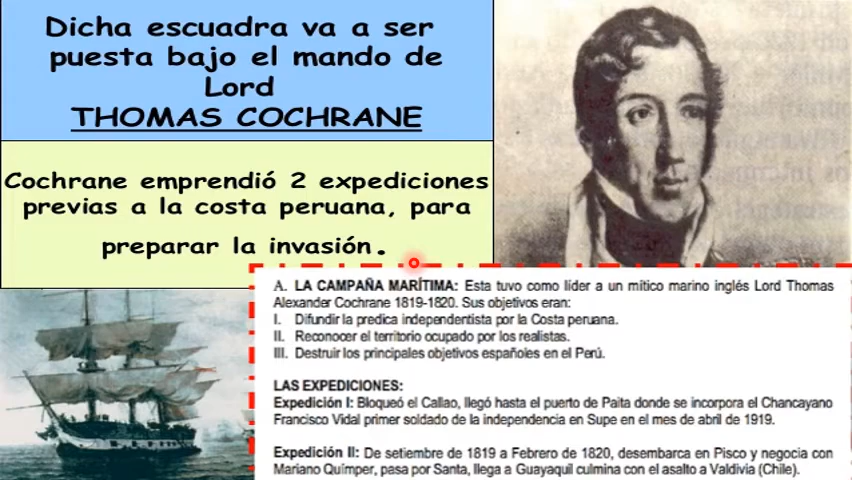 Dicha escuadra va a ser
puesta bajo el mando de
Lord
THOMAS COCHRANE
Cochrane emprendió 2 expediciones
previas a la costa peruana, para
preparar la invasión.
A. LA CAMPAÑA MARÍTIMA: Esta tuvo como líder a un mítico marino inglés Lord Thomas
Alexander Cochrane 1819-1820. Sus objetivos eran:
I. Difundir la predica independentista por la Costa peruana.
II. Reconocer el territorio ocupado por los realistas.
III. Destruir los principales objetivos españoles en el Perú.
LAS EXPEDICIONES:
Expedición I: Bloqueó el Callao, llegó hasta el puerto de Paita donde se incorpora el Chancayano
Francisco Vidal primer soldado de la independencia en Supe en el mes de abril de 1919.
Expedición II: De setiembre de 1819 a Febrero de 1820, desembarca en Pisco y negocia con
Mariano Químper, pasa por Santa, llega a Guayaquil culmina con el asalto a Valdivia (Chile).